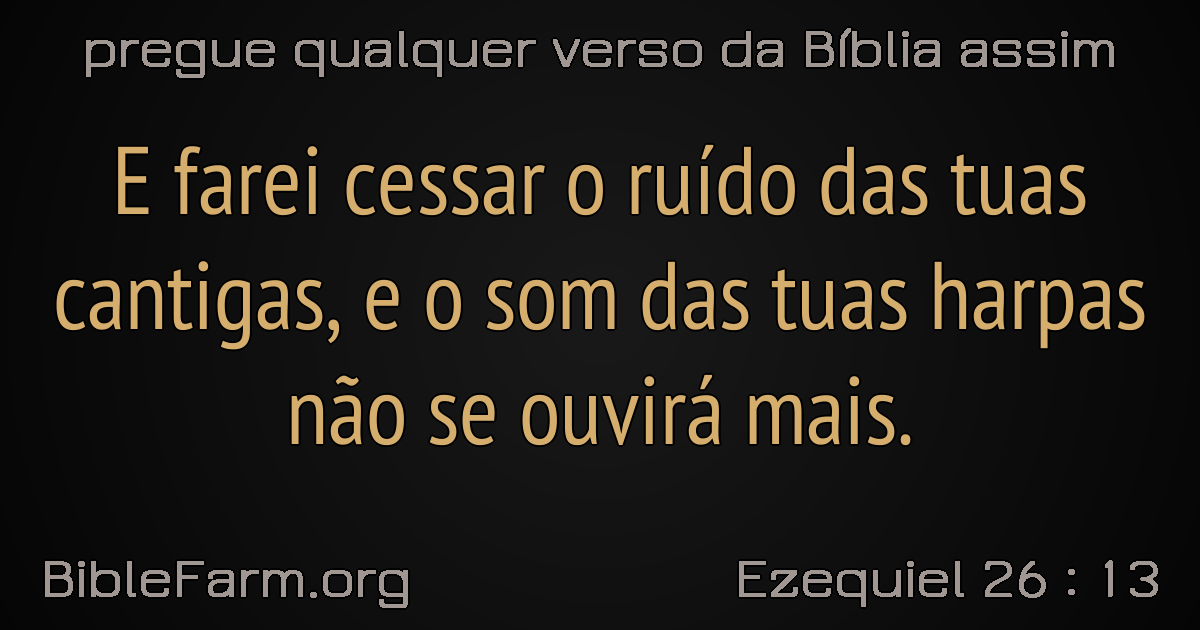 pregue qualquer verso da Bíblia assim
E farei cessar o ruído das tuas
cantigas, e o som das tuas harpas
não se ouvirá mais.
BibleFarm.org
Ezequiel 26 : 13